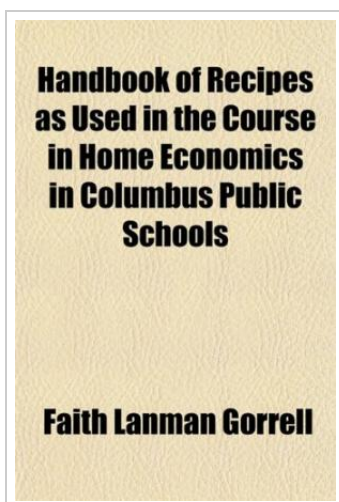 Handbook of Recipes
as Used in the Course
in Home Economics
in Columbus Public
Schools
Faith Lanman Gorrell